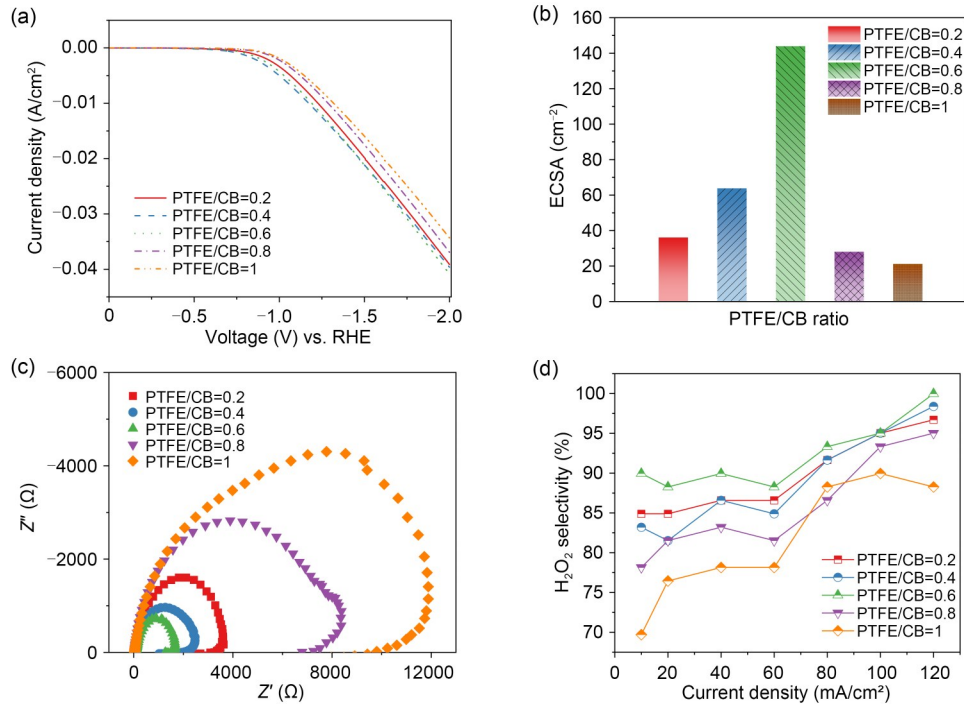 (a)
Current density (A/cm²)
0.00
−0.01
−0.02
−0.03
−0.04
PTFE/CB=0.2
PTFE/CB=0.4
PTFE/CB=0.6
PTFE/CB=0.8
PTFE/CB=1
0
−0.5
−1.0
−1.5
−2.0
Voltage (V) vs. RHE
(b)
ECSA (cm⁻²)
160
140
120
100
80
60
40
20
0
PTFE/CB=0.2
PTFE/CB=0.4
PTFE/CB=0.6
PTFE/CB=0.8
PTFE/CB=1
PTFE/CB ratio
(c)
Z″ (Ω)
−6000
−4000
−2000
0
PTFE/CB=0.2
PTFE/CB=0.4
PTFE/CB=0.6
PTFE/CB=0.8
PTFE/CB=1
0
4000
8000
12000
Z′ (Ω)
(d)
H₂O₂ selectivity (%)
100
95
90
85
80
75
70
PTFE/CB=0.2
PTFE/CB=0.4
PTFE/CB=0.6
PTFE/CB=0.8
PTFE/CB=1
0
20
40
60
80
100
120
Current density (mA/cm²)